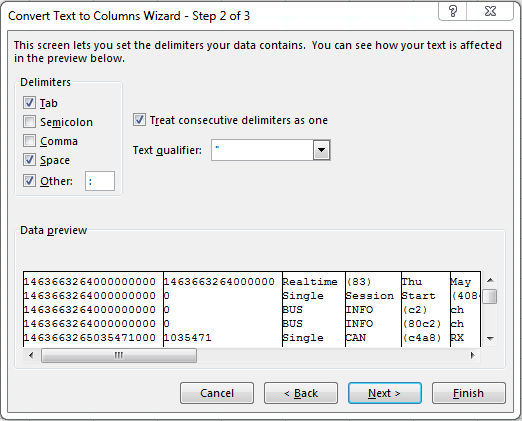 Convert Text to Columns Wizard - Step 2 of 3
This screen lets you set the delimiters your data contains. You can see how your text is affected
in the preview below.
Delimiters
Tab
Semicolon
Comma
Space
Other: :
Treat consecutive delimiters as one
Text qualifier: "
Data preview
1463663264000000000 1463663264000000 Realtime (83) Thu May
1463663264000000000 0 Single Session Start (408
1463663264000000000 0 BUS INFO (c2) ch
1463663264000000000 0 BUS INFO (80c2) ch
1463663265035471000 1035471 Single CAN (c4a8) RX
Cancel < Back Next > Finish